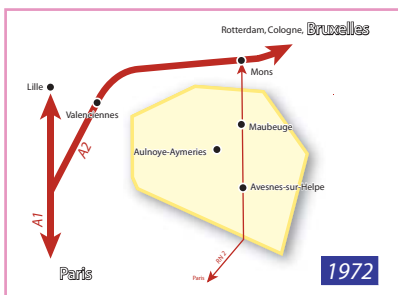 Rotterdam, Cologne, Bruxelles
Mons
Lille
Valenciennes
A2
Maubeuge
Aulnoye-Aymeries
Avesnes-sur-Helpe
A1
RN 2
Paris
Paris
1972